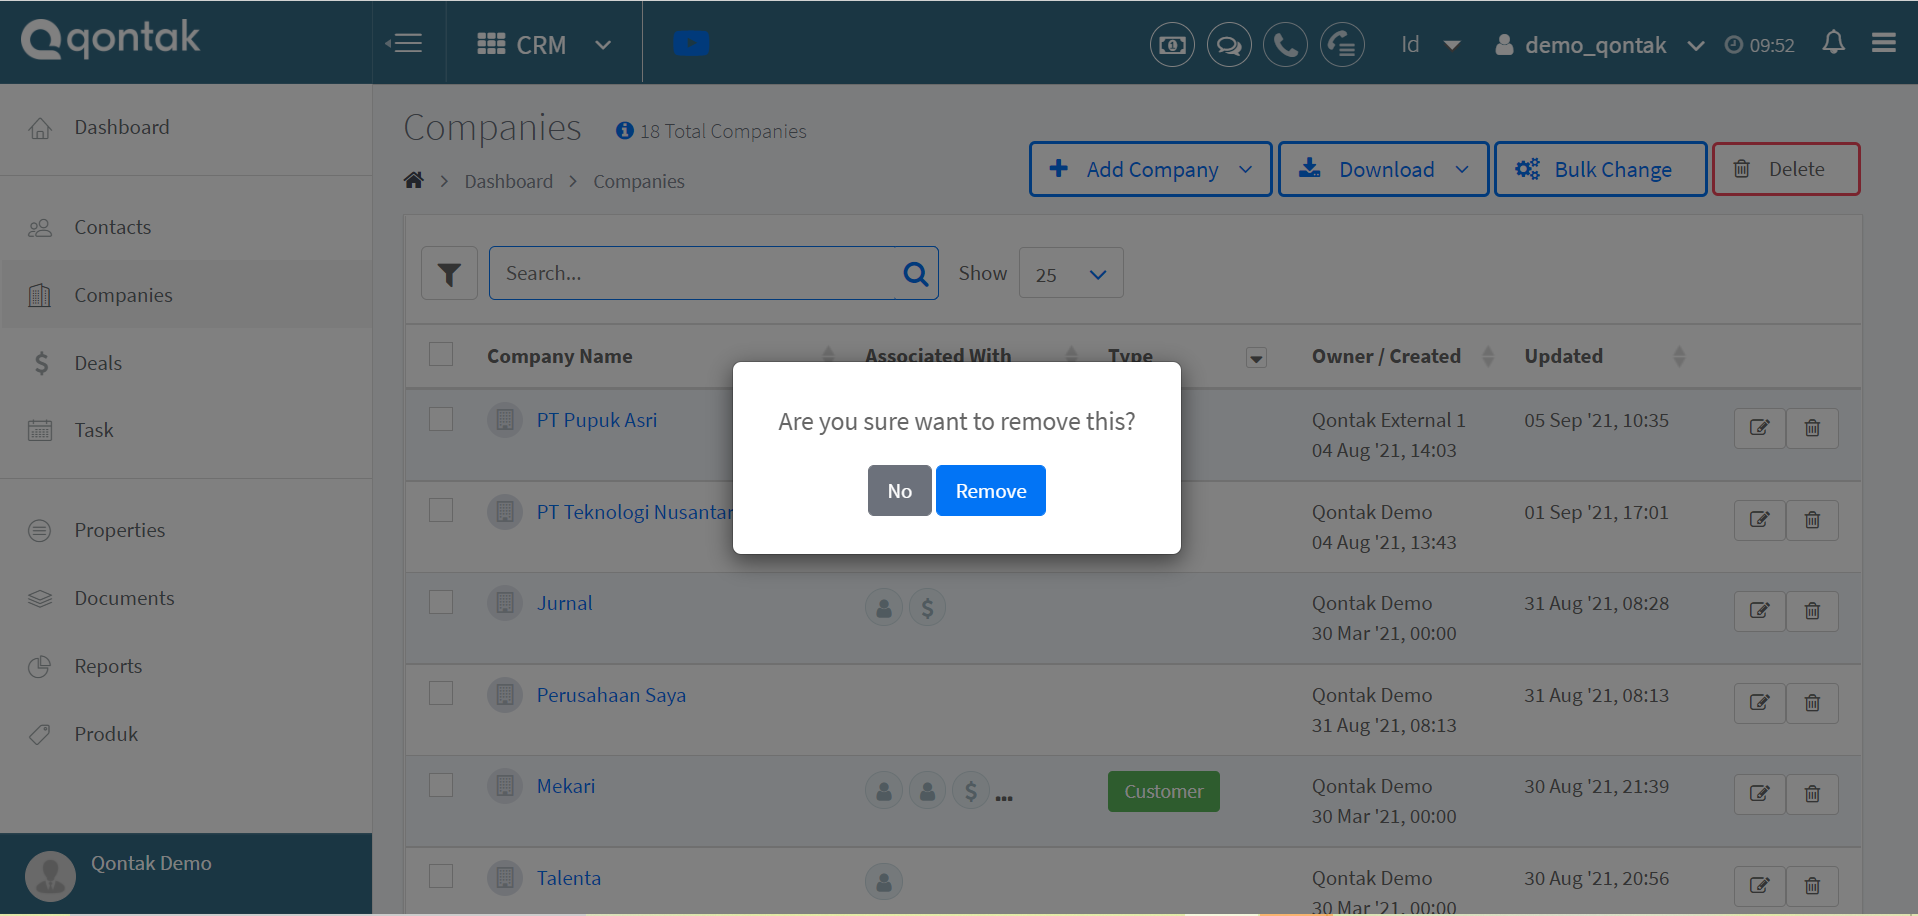 qontak
CRM
Id
demo_qontak
09:52
Dashboard
Contacts
Companies
Deals
Task
Properties
Documents
Reports
Produk
Qontak Demo
Companies
18 Total Companies
Dashboard
Companies
Add Company
Download
Bulk Change
Delete
Search...
Show
25
Company Name
Associated With
Type
Owner / Created
Updated
PT Pupuk Asri
Qontak External 1
04 Aug '21, 14:03
05 Sep '21, 10:35
PT Teknologi Nusantar
Qontak Demo
04 Aug '21, 13:43
01 Sep '21, 17:01
Jurnal
$
Qontak Demo
30 Mar '21, 00:00
31 Aug '21, 08:28
Perusahaan Saya
Qontak Demo
31 Aug '21, 08:13
31 Aug '21, 08:13
Mekari
$
...
Customer
Qontak Demo
30 Mar '21, 00:00
30 Aug '21, 21:39
Talenta
Qontak Demo
30 Mar '21, 00:00
30 Aug '21, 20:56
Are you sure want to remove this?
No
Remove